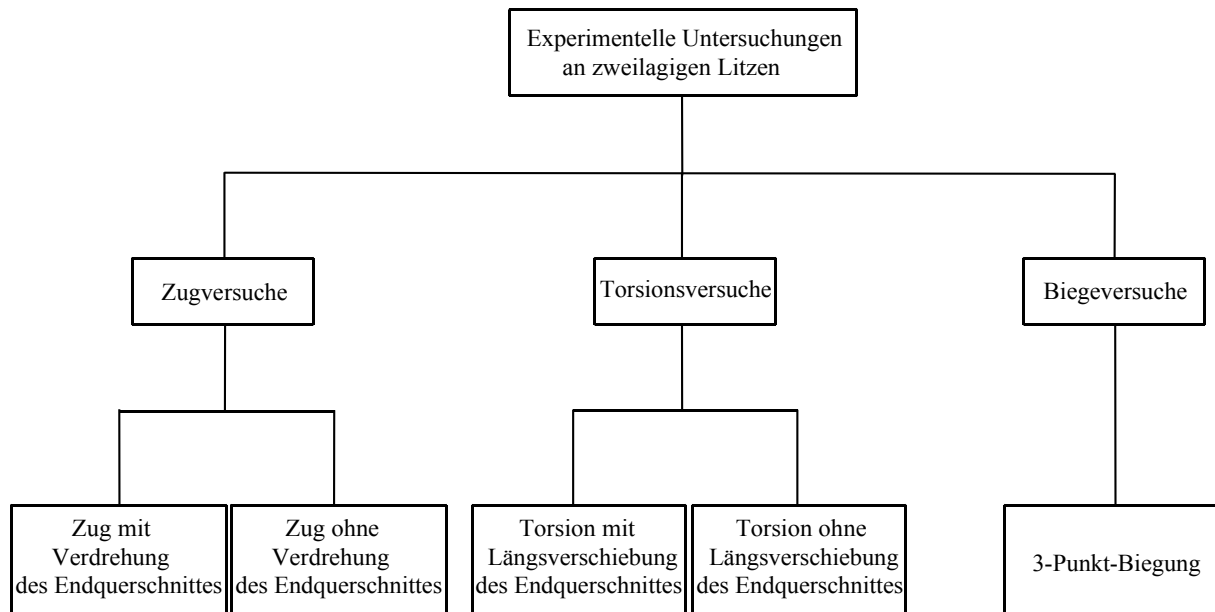 Experimentelle Untersuchungen
an zweilagigen Litzen
Zugversuche
Torsionsversuche
Biegeversuche
Zug mit
Verdrehung
des Endquerschnittes
Zug ohne
Verdrehung
des Endquerschnittes
Torsion mit
Längsverschiebung
des Endquerschnittes
Torsion ohne
Längsverschiebung
des Endquerschnittes
3-Punkt-Biegung